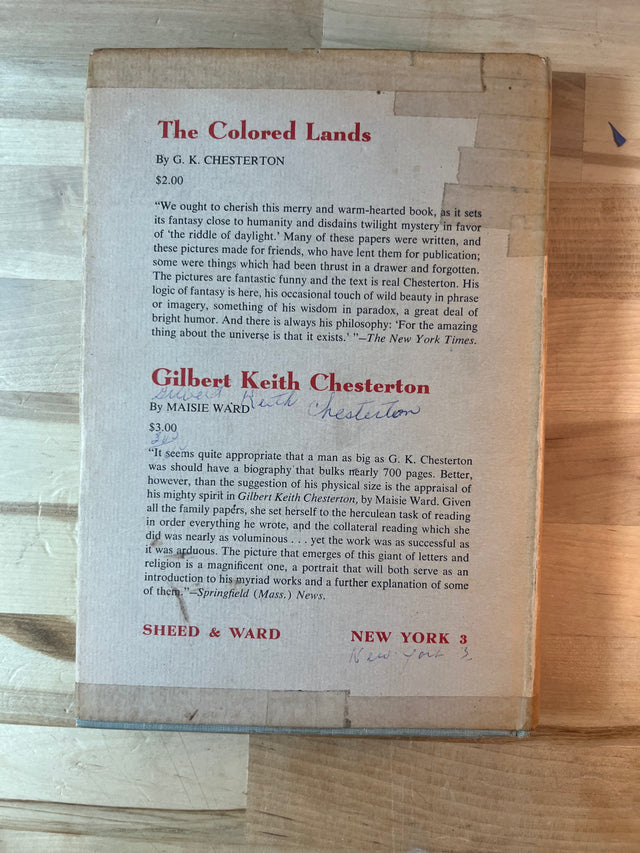 The Colored Lands
By G. K. CHESTERTON
$2.00
“We ought to cherish this merry and warm-hearted book, as it sets
its fantasy close to humanity and disdains twilight mystery in favor
of ‘the riddle of daylight.’ Many of these papers were written, and
these pictures made for friends, who have lent them for publication;
some were things which had been thrust in a drawer and forgotten.
The pictures are fantastic funny and the text is real Chesterton. His
logic of fantasy is here, his occasional touch of wild beauty in phrase
or imagery, something of his wisdom in paradox, a great deal of
bright humor. And there is always his philosophy: ‘For the amazing
thing about the universe is that it exists.’ ”—The New York Times.
Gilbert Keith Chesterton
Keith Chesterton
By MAISIE WARD
$3.00
“It seems quite appropriate that a man as big as G. K. Chesterton
was should have a biography that bulks nearly 700 pages. Better,
however, than the suggestion of his physical size is the appraisal of
his mighty spirit in Gilbert Keith Chesterton, by Maisie Ward. Given
all the family papers, she set herself to the herculean task of reading
in order everything he wrote, and the collateral reading which she
did was nearly as voluminous . . . yet the work was as successful as
it was arduous. The picture that emerges of this giant of letters and
religion is a magnificent one, a portrait that will both serve as an
introduction to his myriad works and a further explanation of some
of them.”—Springfield (Mass.) News.
SHEED & WARD NEW YORK 3
New York 3